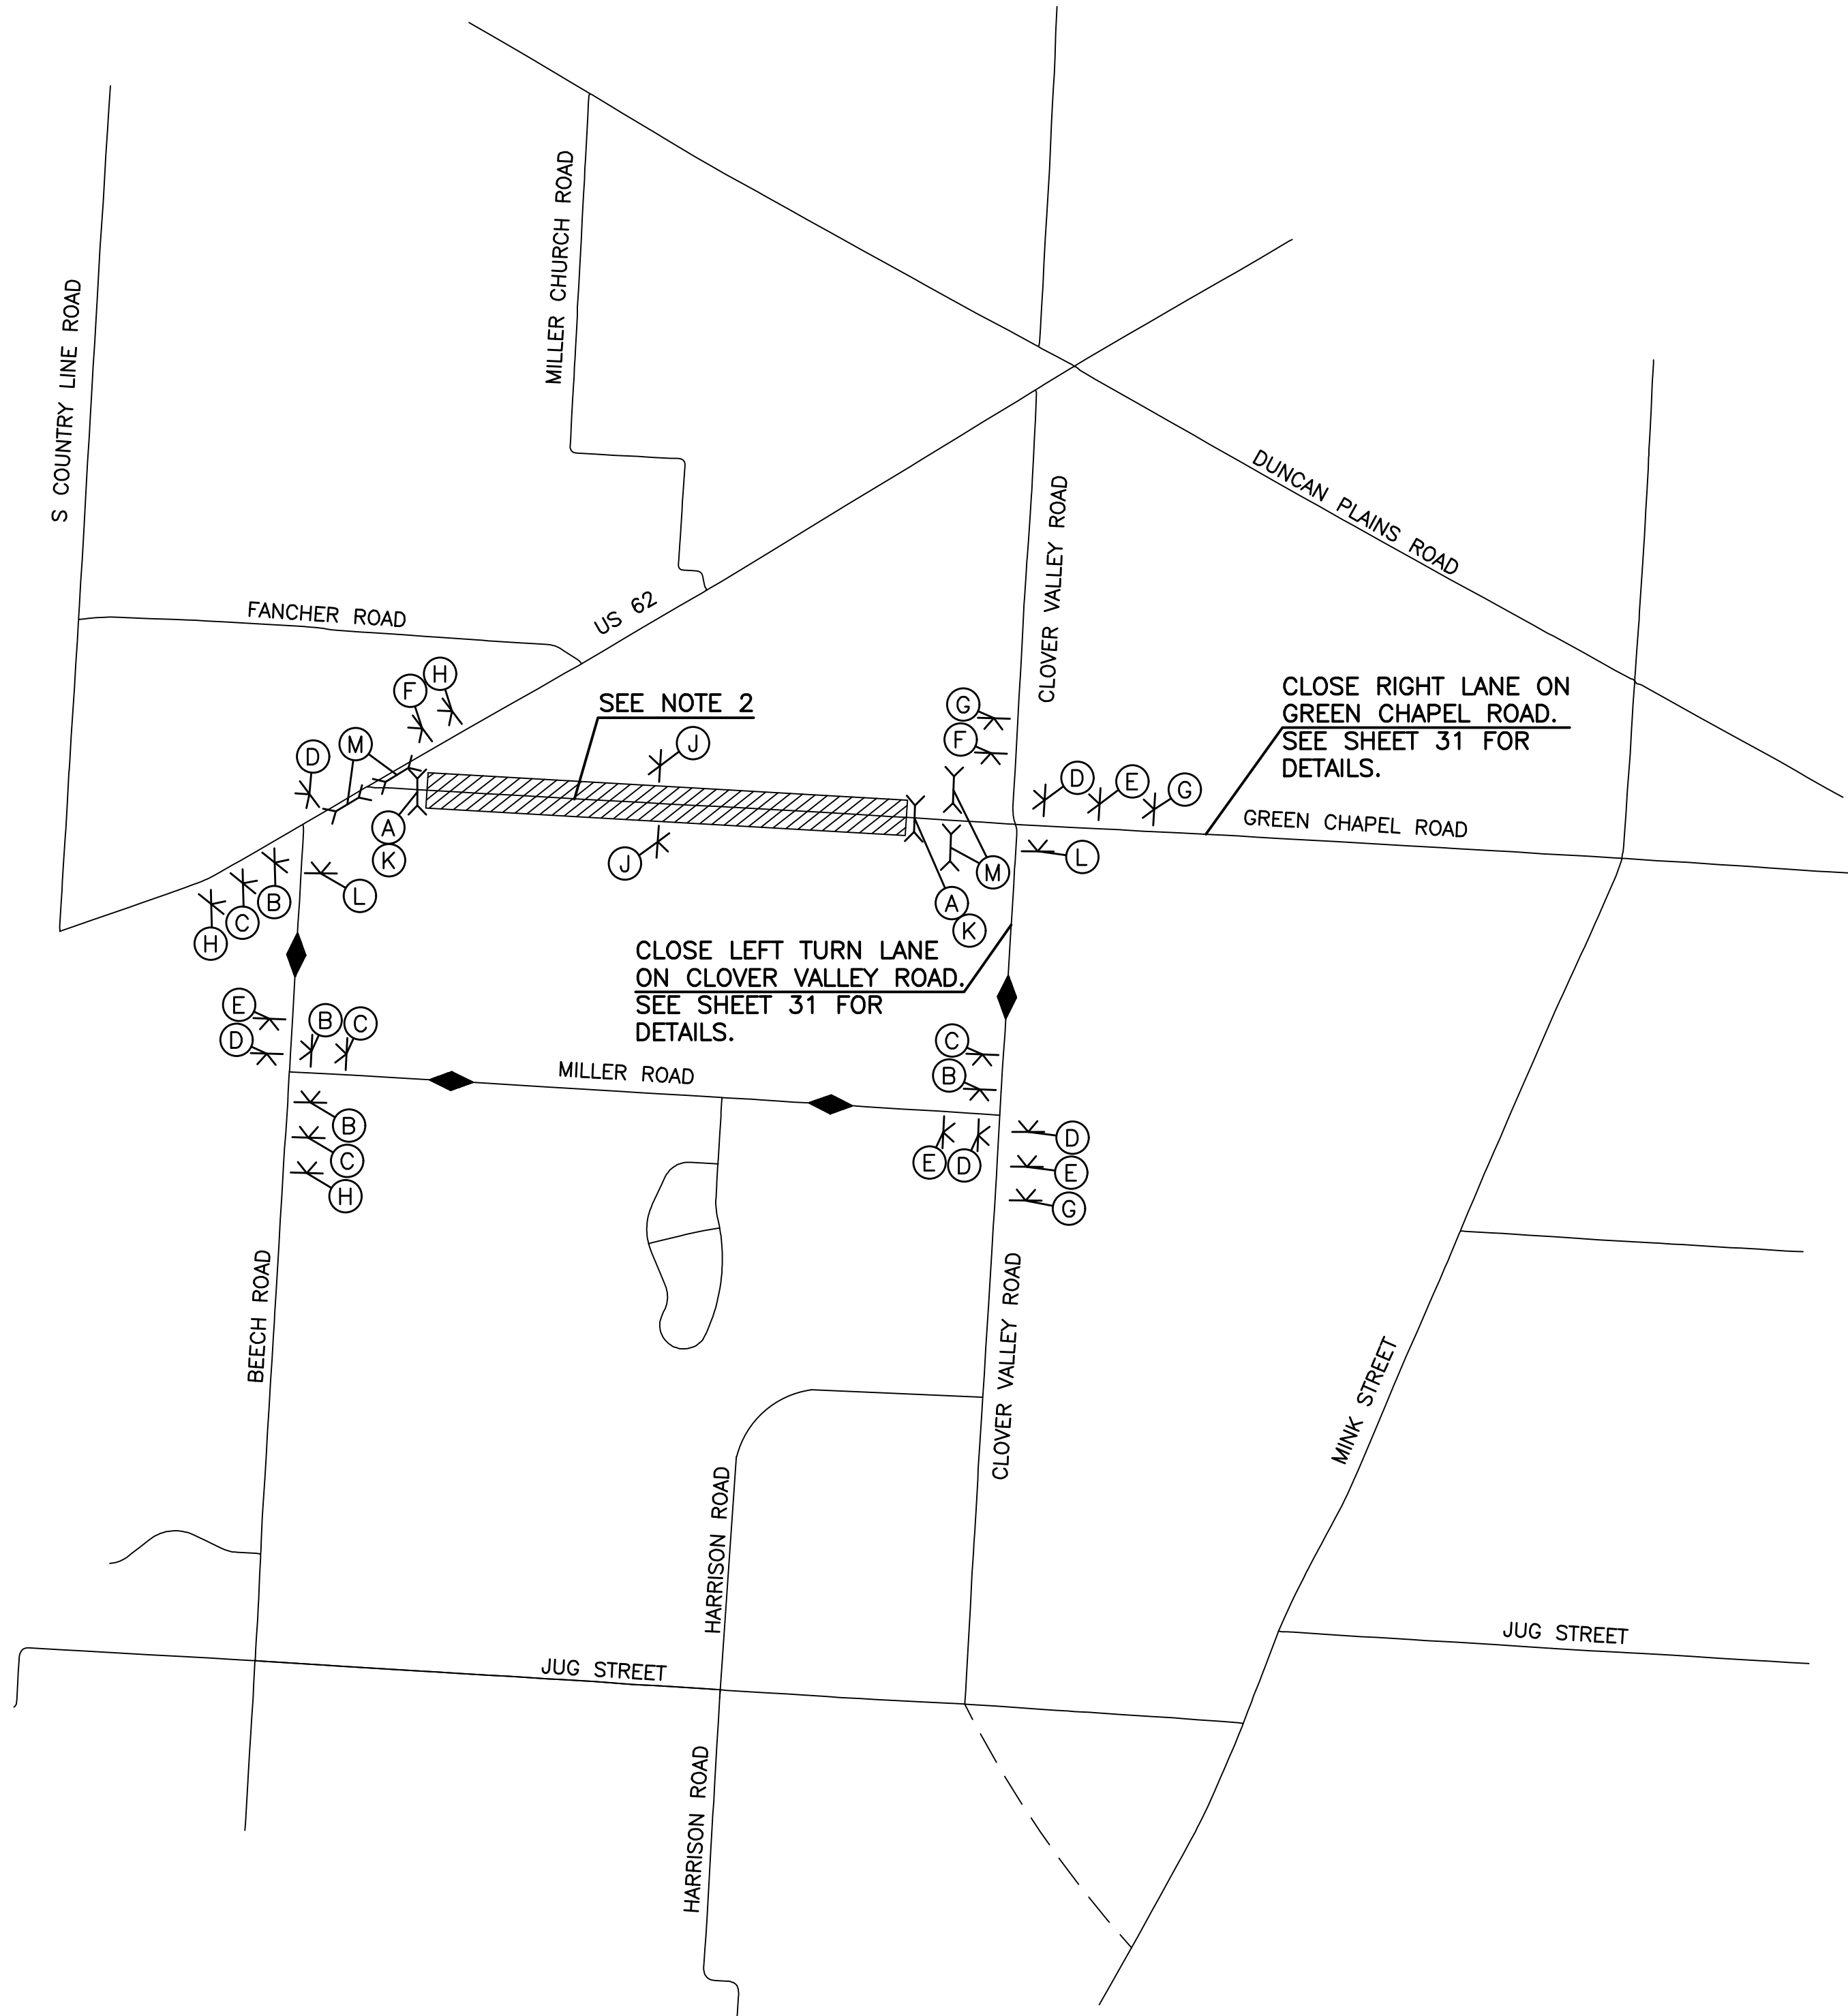 S COUNTRY LINE ROAD
MILLER CHURCH ROAD
CLOVER VALLEY ROAD
DUNCAN PLAINS ROAD
FANCHER ROAD
US 62
H
F
M
D
SEE NOTE 2
J
G
F
D
E
G
CLOSE RIGHT LANE ON
GREEN CHAPEL ROAD.
SEE SHEET 31 FOR
DETAILS.
GREEN CHAPEL ROAD
A
K
J
M
L
L
B
C
H
A
K
CLOSE LEFT TURN LANE
ON CLOVER VALLEY ROAD.
SEE SHEET 31 FOR
DETAILS.
E
D
B
C
C
B
MILLER ROAD
B
C
H
E
D
D
E
G
BEECH ROAD
CLOVER VALLEY ROAD
MINK STREET
HARRISON ROAD
JUG STREET
JUG STREET
HARRISON ROAD